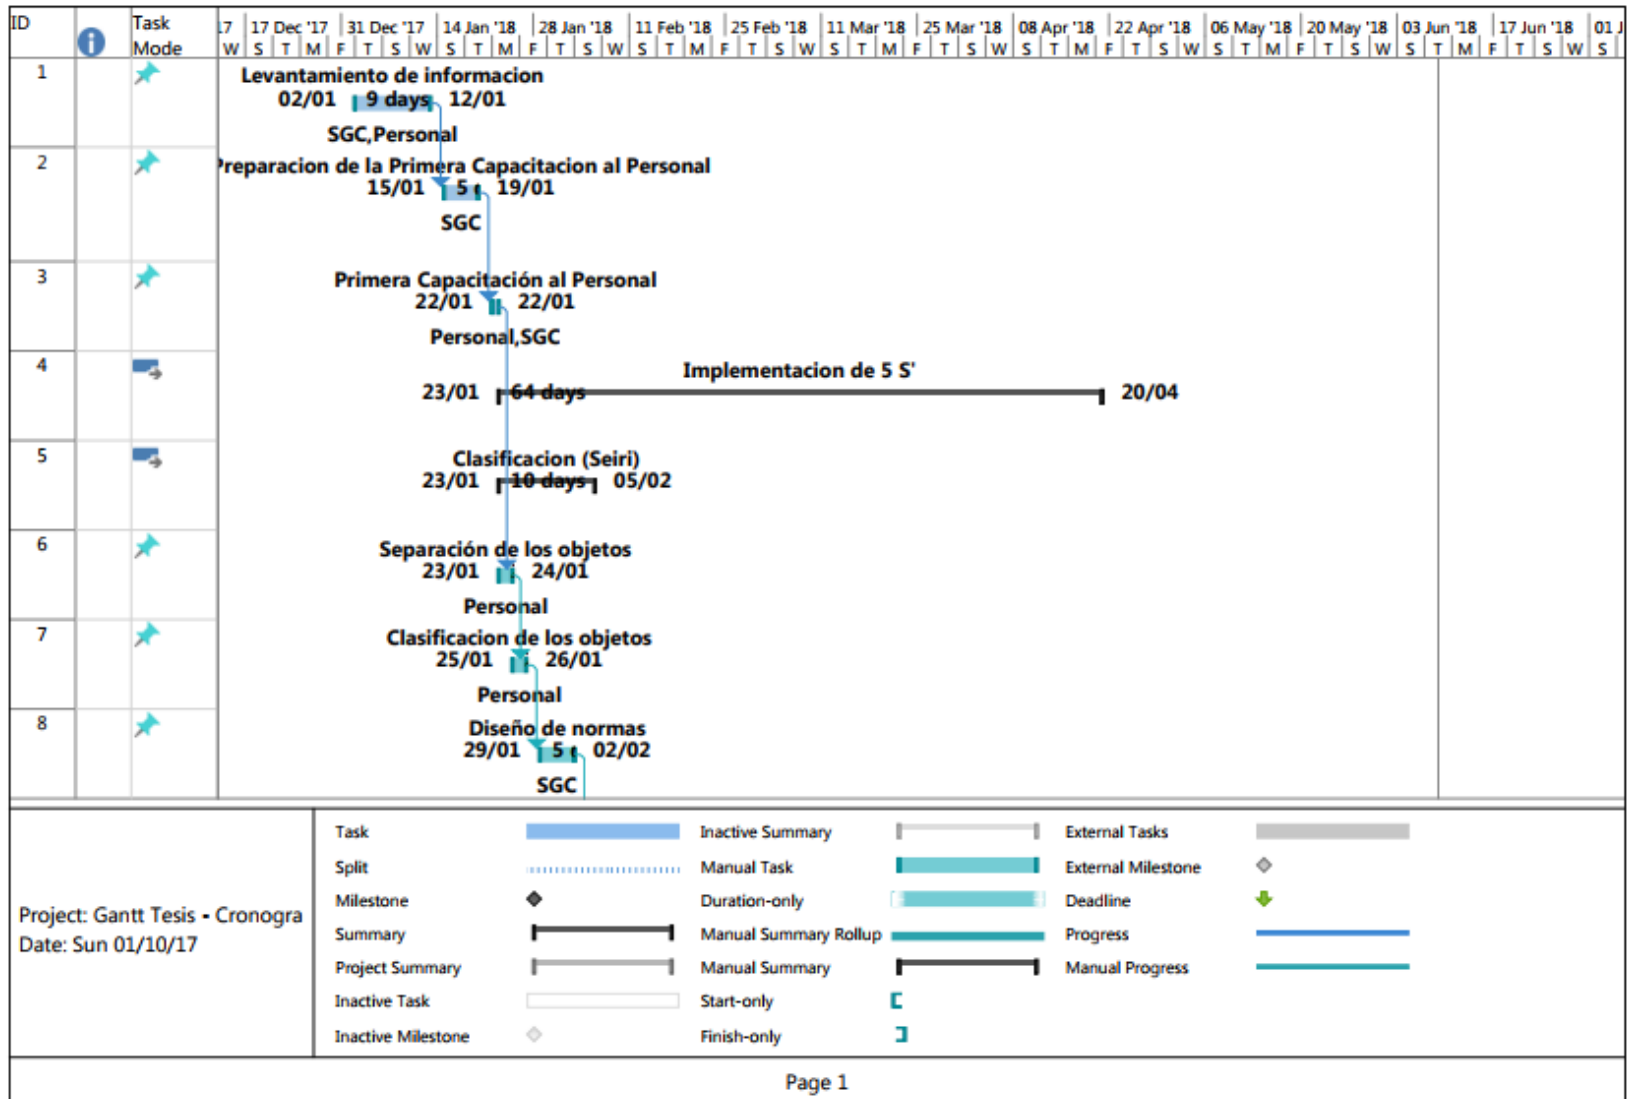 ID Task Mode 17 17 Dec '17 31 Dec '17 14 Jan '18 28 Jan '18 11 Feb '18 25 Feb '18 11 Mar '18 25 Mar '18 08 Apr '18 22 Apr '18 06 May '18 20 May '18 03 Jun '18 17 Jun '18 01 J
W S T M F T S W S T M F T S W S T M F T S W S T M F T S W S T M F T S W S T M F T S W S T M F T S W S
1
Levantamiento de informacion
02/01 9 days 12/01
SGC,Personal
2
Preparacion de la Primera Capacitacion al Personal
15/01 5 19/01
SGC
3
Primera Capacitación al Personal
22/01 22/01
Personal,SGC
4
Implementacion de 5 S'
23/01 64 days 20/04
5
Clasificacion (Seiri)
23/01 10 days 05/02
6
Separación de los objetos
23/01 24/01
Personal
7
Clasificacion de los objetos
25/01 26/01
Personal
8
Diseño de normas
29/01 5 02/02
SGC
Project: Gantt Tesis - Cronogra
Date: Sun 01/10/17
Task
Split
Milestone
Summary
Project Summary
Inactive Task
Inactive Milestone
Inactive Summary
Manual Task
Duration-only
Manual Summary Rollup
Manual Summary
Start-only
Finish-only
External Tasks
External Milestone
Deadline
Progress
Manual Progress
Page 1